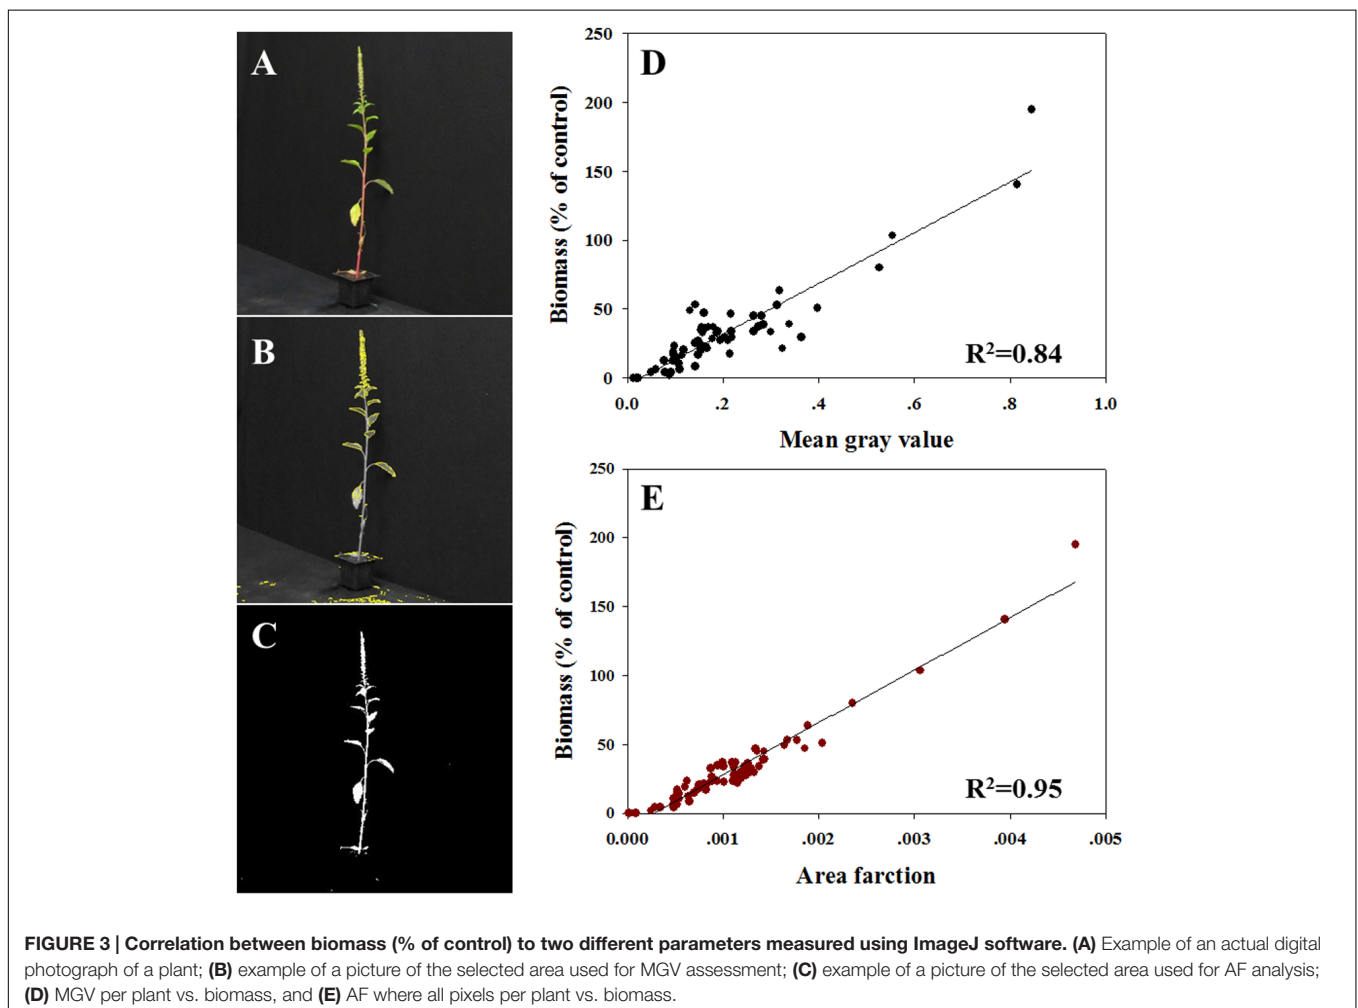 A
B
C
D
250
200
150
100
50
0
Biomass (% of control)
R²=0.84
0.0 .2 .4 .6 .8 1.0
Mean gray value
E
250
200
150
100
50
0
Biomass (% of control)
R²=0.95
0.000 .001 .002 .003 .004 .005
Area farction
FIGURE 3 | Correlation between biomass (% of control) to two different parameters measured using ImageJ software. (A) Example of an actual digital
photograph of a plant; (B) example of a picture of the selected area used for MGV assessment; (C) example of a picture of the selected area used for AF analysis;
(D) MGV per plant vs. biomass, and (E) AF where all pixels per plant vs. biomass.